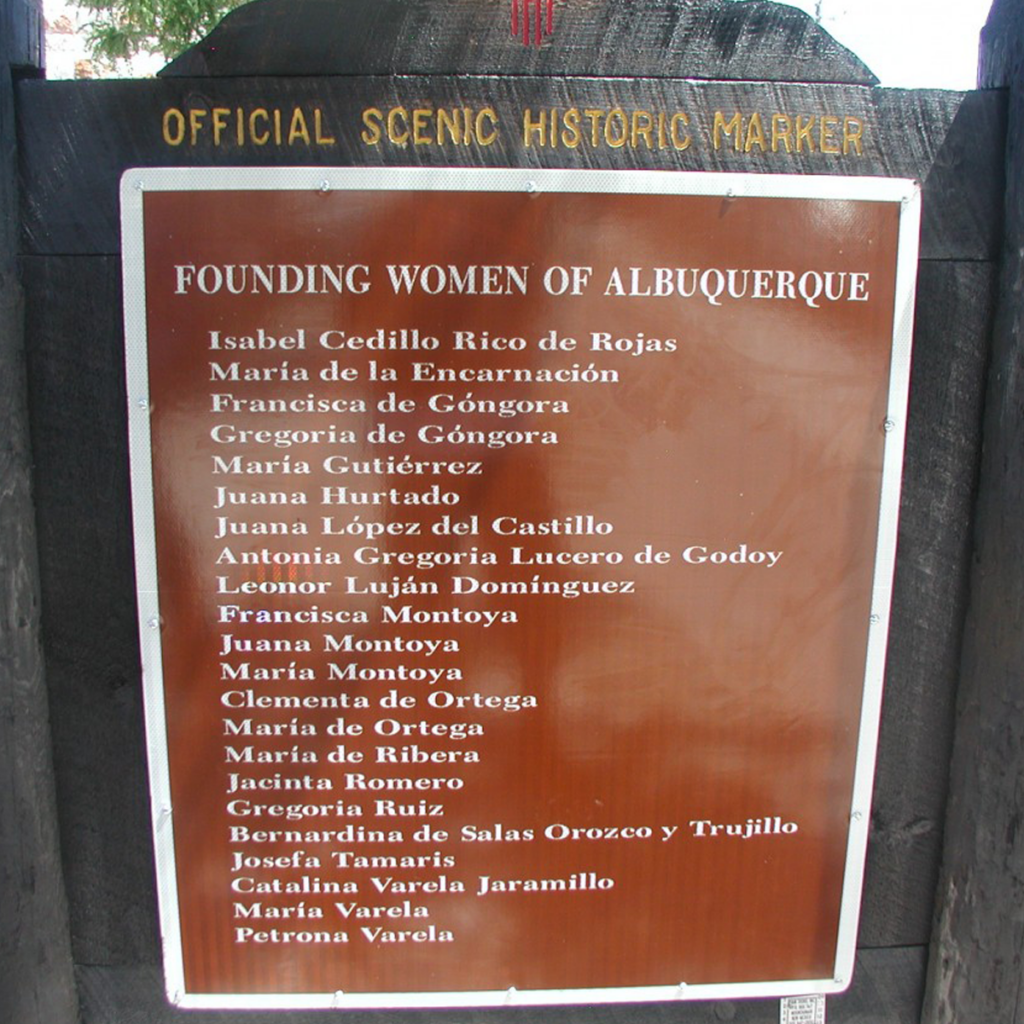 OFFICIAL SCENIC HISTORIC MARKER
FOUNDING WOMEN OF ALBUQUERQUE
Isabel Cedillo Rico de Rojas
María de la Encarnación
Francisca de Góngora
Gregoria de Góngora
María Gutiérrez
Juana Hurtado
Juana López del Castillo
Antonia Gregoria Lucero de Godoy
Leonor Luján Domínguez
Francisca Montoya
Juana Montoya
María Montoya
Clementa de Ortega
María de Ortega
María de Ribera
Jacinta Romero
Gregoria Ruiz
Bernardina de Salas Orozco y Trujillo
Josefa Tamaris
Catalina Varela Jaramillo
María Varela
Petrona Varela